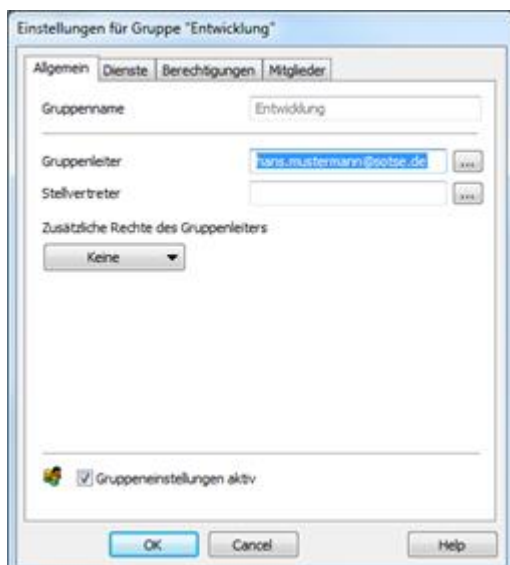 Einstellungen für Gruppe "Entwicklung"
Allgemein Dienste Berechtigungen Mitglieder
Gruppenname Entwicklung
Gruppenleiter hans.mustermann@sotse.de ...
Stellvertreter ...
Zusätzliche Rechte des Gruppenleiters
Keine
Gruppeneinstellungen aktiv
OK Cancel Help